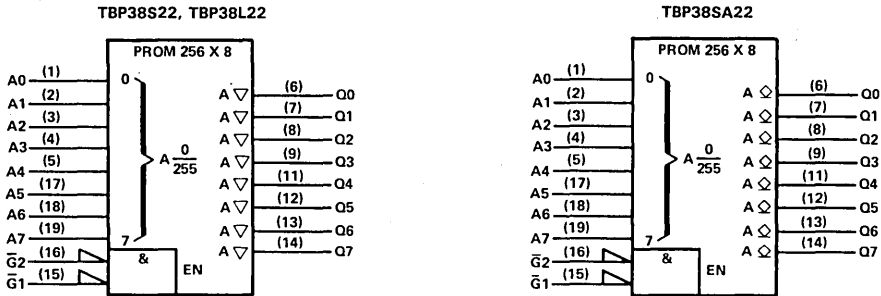 TBP38S22, TBP38L22
PROM 256 X 8
A0 (1)
A1 (2)
A2 (3)
A3 (4)
A4 (5)
A5 (17)
A6 (18)
A7 (19)
G̅2 (16)
G̅1 (15)
0
7
A 0/255
&
EN
A ▽ (6) Q0
A ▽ (7) Q1
A ▽ (8) Q2
A ▽ (9) Q3
A ▽ (11) Q4
A ▽ (12) Q5
A ▽ (13) Q6
A ▽ (14) Q7
TBP38SA22
PROM 256 X 8
A0 (1)
A1 (2)
A2 (3)
A3 (4)
A4 (5)
A5 (17)
A6 (18)
A7 (19)
G̅2 (16)
G̅1 (15)
0
7
A 0/255
&
EN
A ◇ (6) Q0
A ◇ (7) Q1
A ◇ (8) Q2
A ◇ (9) Q3
A ◇ (11) Q4
A ◇ (12) Q5
A ◇ (13) Q6
A ◇ (14) Q7